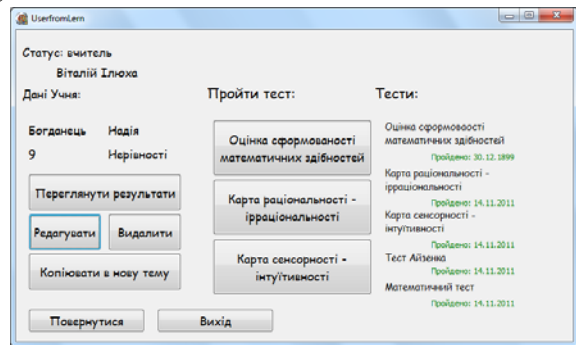 UserfromLern
Статус: вчитель
Віталій Ілюха
Дані Учня:
Богданець Надія
9 Нерівності
Переглянути результати
Редагувати Видалити
Копіювати в нову тему
Повернутися Вихід
Пройти тест:
Оцінка сформованості
математичних здібностей
Карта раціональності -
ірраціональності
Карта сенсорності -
інтуїтивності
Тести:
Оцінка сформоваості
математичних здібностей
Пройдено: 30.12.1899
Карта раціональності -
ірраціональності
Пройдено: 14.11.2011
Карта сенсорності -
інтуїтивності
Пройдено: 14.11.2011
Тест Айзенка
Пройдено: 14.11.2011
Математичний тест
Пройдено: 14.11.2011